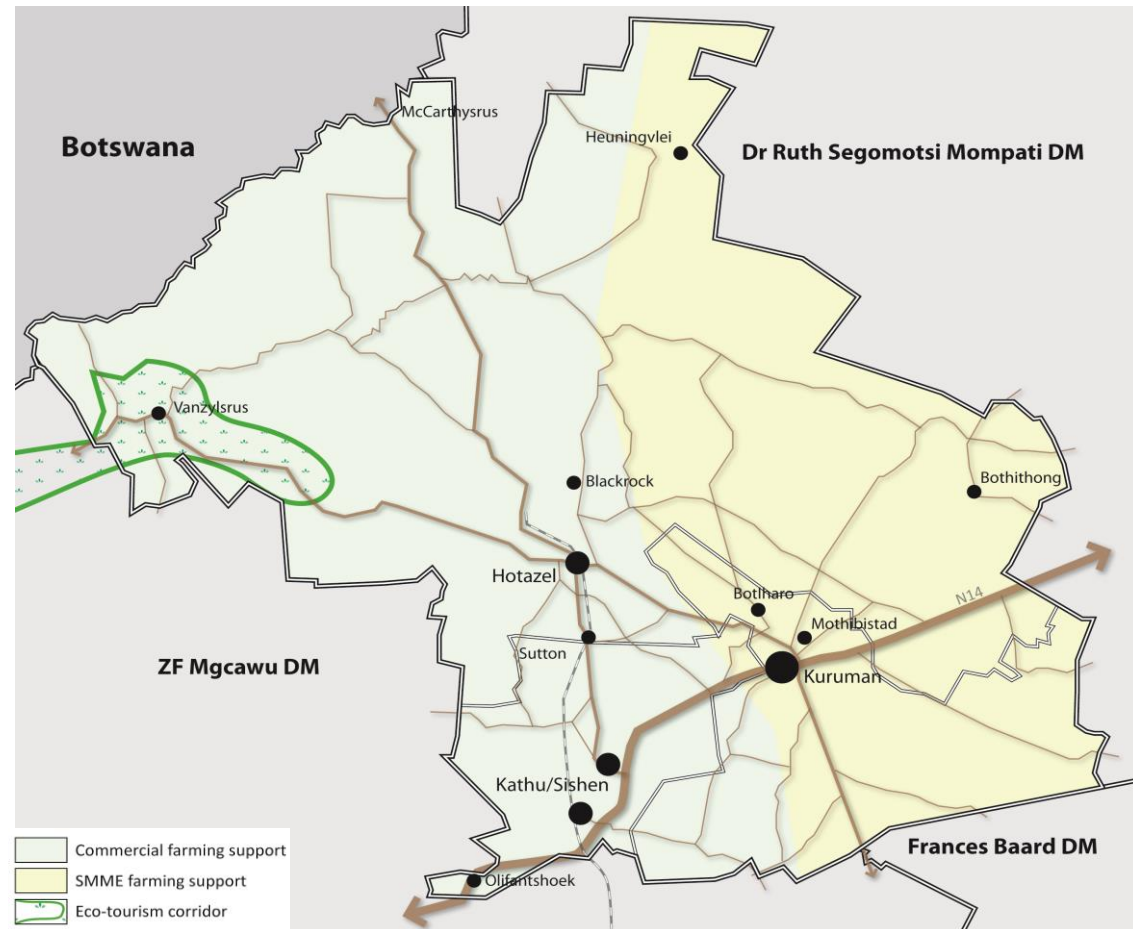 McCarthysrus
Botswana
Heuningvlei
Dr Ruth Segomotsi Mompati DM
Vanzylsrus
Blackrock
Bothithong
Hotazel
N14
Botlharo
Mothibistad
Sutton
ZF Mgcawu DM
Kuruman
Kathu/Sishen
Frances Baard DM
Commercial farming support
SMME farming support
Olifantshoek
Eco-tourism corridor